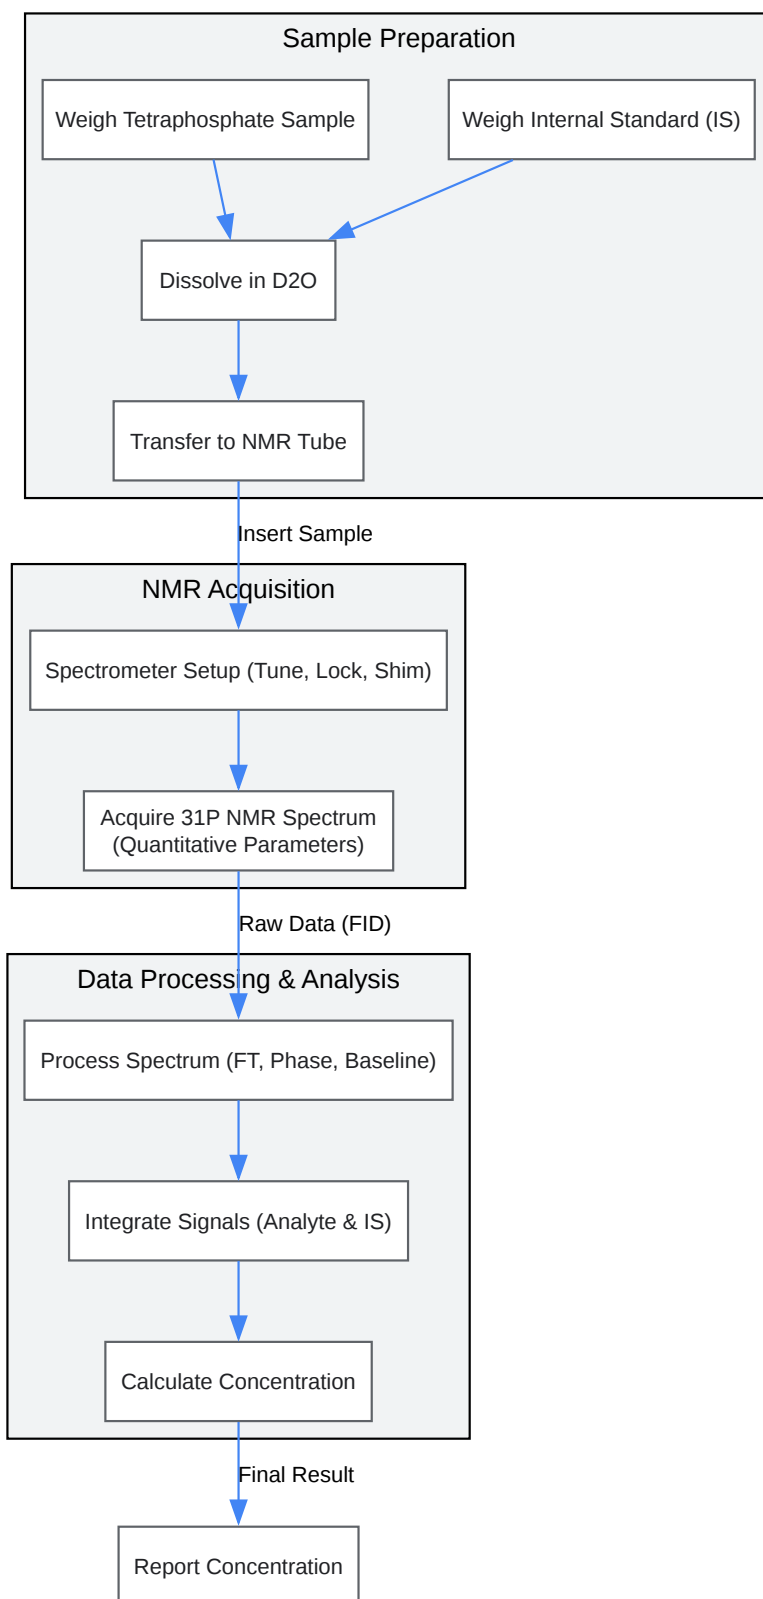 Sample Preparation
Weigh Tetraphosphate Sample
Weigh Internal Standard (IS)
Dissolve in D2O
Transfer to NMR Tube
Insert Sample
NMR Acquisition
Spectrometer Setup (Tune, Lock, Shim)
Acquire 31P NMR Spectrum
(Quantitative Parameters)
Raw Data (FID)
Data Processing & Analysis
Process Spectrum (FT, Phase, Baseline)
Integrate Signals (Analyte & IS)
Calculate Concentration
Final Result
Report Concentration